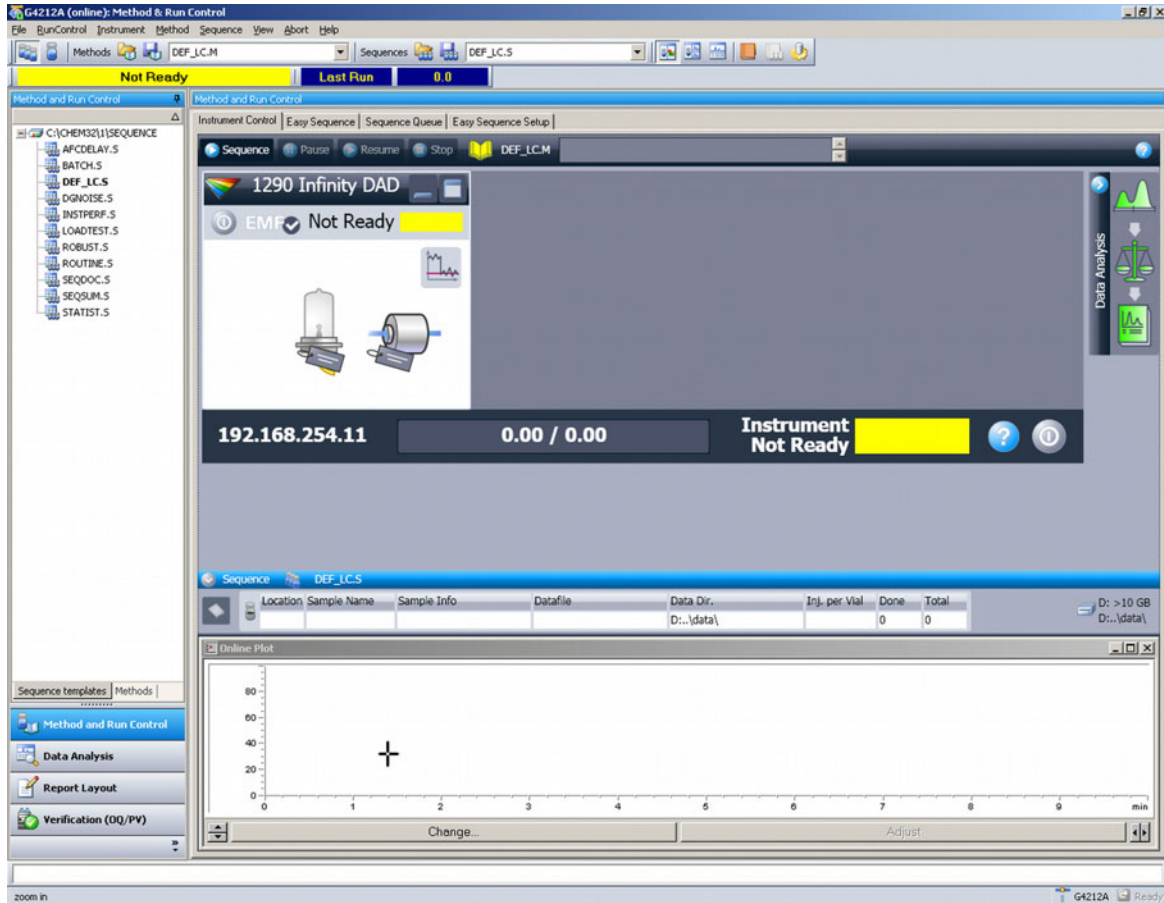 G4212A (online): Method & Run Control
File RunControl Instrument Method Sequence View Abort Help
Methods DEF_LC.M Sequences DEF_LC.S
Not Ready Last Run 0.0
Method and Run Control
Method and Run Control
Instrument Control Easy Sequence Sequence Queue Easy Sequence Setup
C:\CHEM32\1\SEQUENCE
AFCDELAY.S
BATCH.S
DEF_LC.S
DGNOISE.S
INSTPERF.S
LOADTEST.S
ROBUST.S
ROUTINE.S
SEQDOC.S
SEQSUM.S
STATIST.S
Sequence Pause Resume Stop DEF_LC.M
1290 Infinity DAD
EMF Not Ready
Data Analysis
192.168.254.11 0.00 / 0.00 Instrument
Not Ready
Sequence DEF_LC.S
Location Sample Name Sample Info Datafile Data Dir. Inj. per Vial Done Total
D:..\data\ 0 0
D: >10 GB
D:..\data\
Online Plot
80
60
40
20
0
0 1 2 3 4 5 6 7 8 9 min
Change... Adjust
Sequence templates Methods
Method and Run Control
Data Analysis
Report Layout
Verification (OQ/PV)
zoom in G4212A Ready